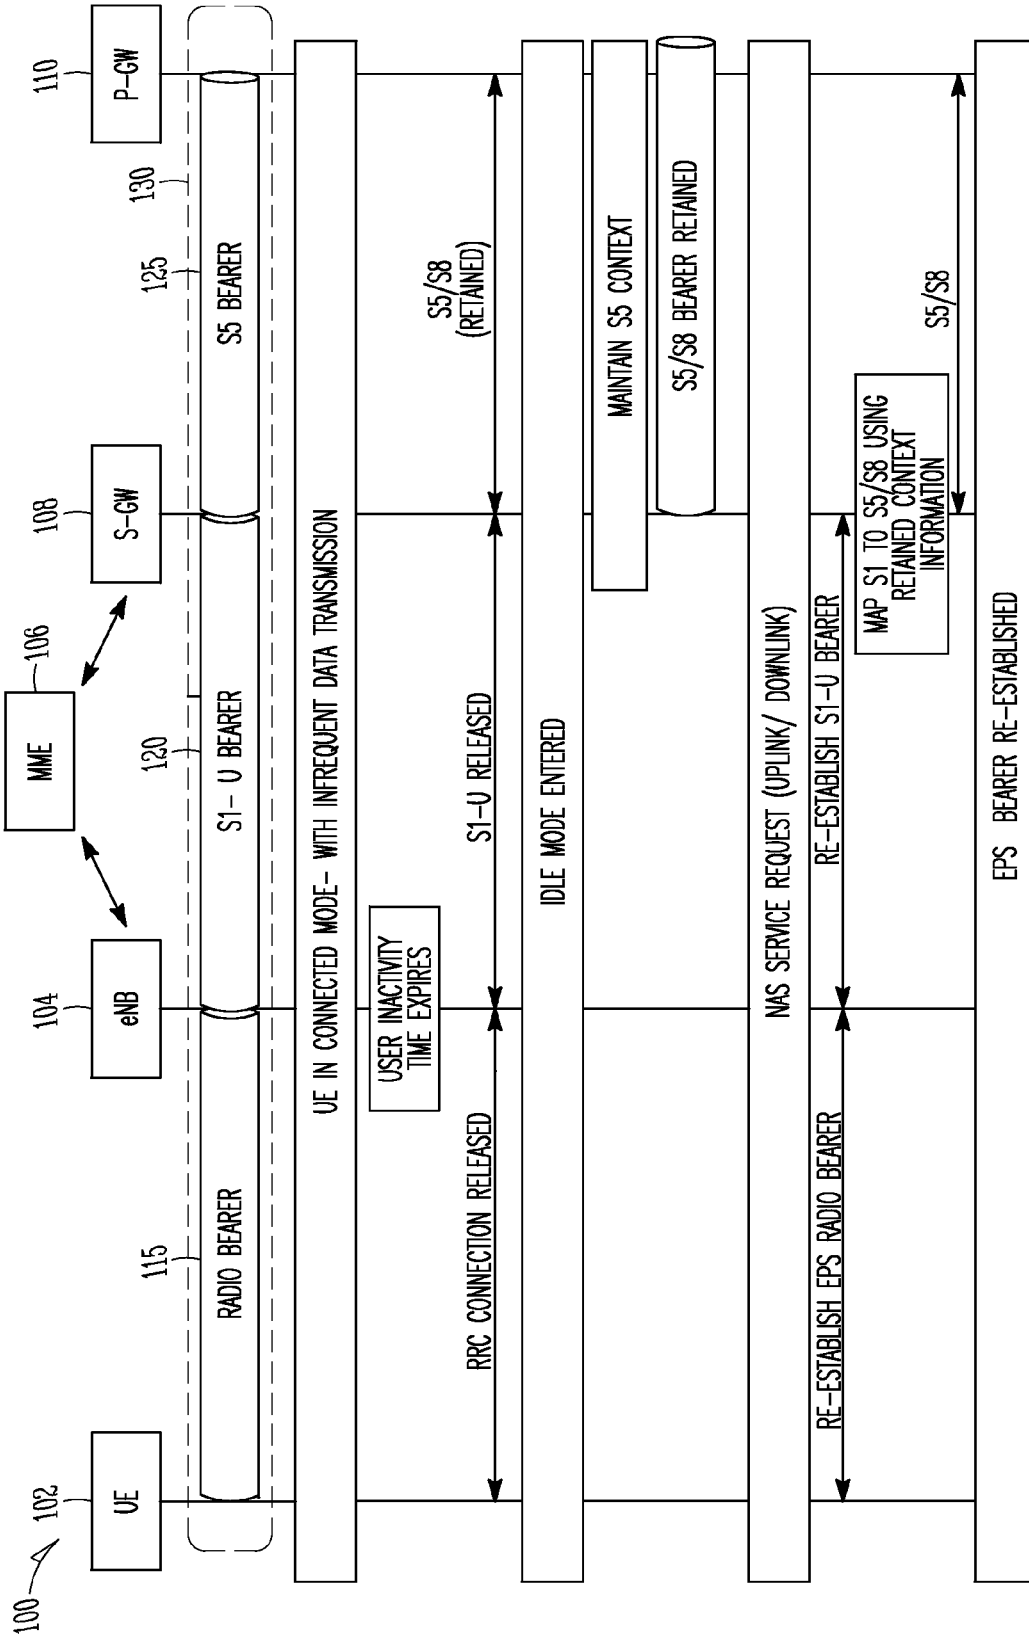 100
102
UE
104
eNB
106
MME
108
S-GW
110
P-GW
115
RADIO BEARER
120
S1- U BEARER
125
S5 BEARER
130
UE IN CONNECTED MODE- WITH INFREQUENT DATA TRANSMISSION
USER INACTIVITY
TIME EXPIRES
RRC CONNECTION RELEASED
S1-U RELEASED
S5/S8
(RETAINED)
IDLE MODE ENTERED
MAINTAIN S5 CONTEXT
S5/S8 BEARER RETAINED
NAS SERVICE REQUEST (UPLINK/ DOWNLINK)
RE-ESTABLISH EPS RADIO BEARER
RE-ESTABLISH S1-U BEARER
MAP S1 TO S5/S8 USING
RETAINED CONTEXT
INFORMATION
S5/S8
EPS BEARER RE-ESTABLISHED